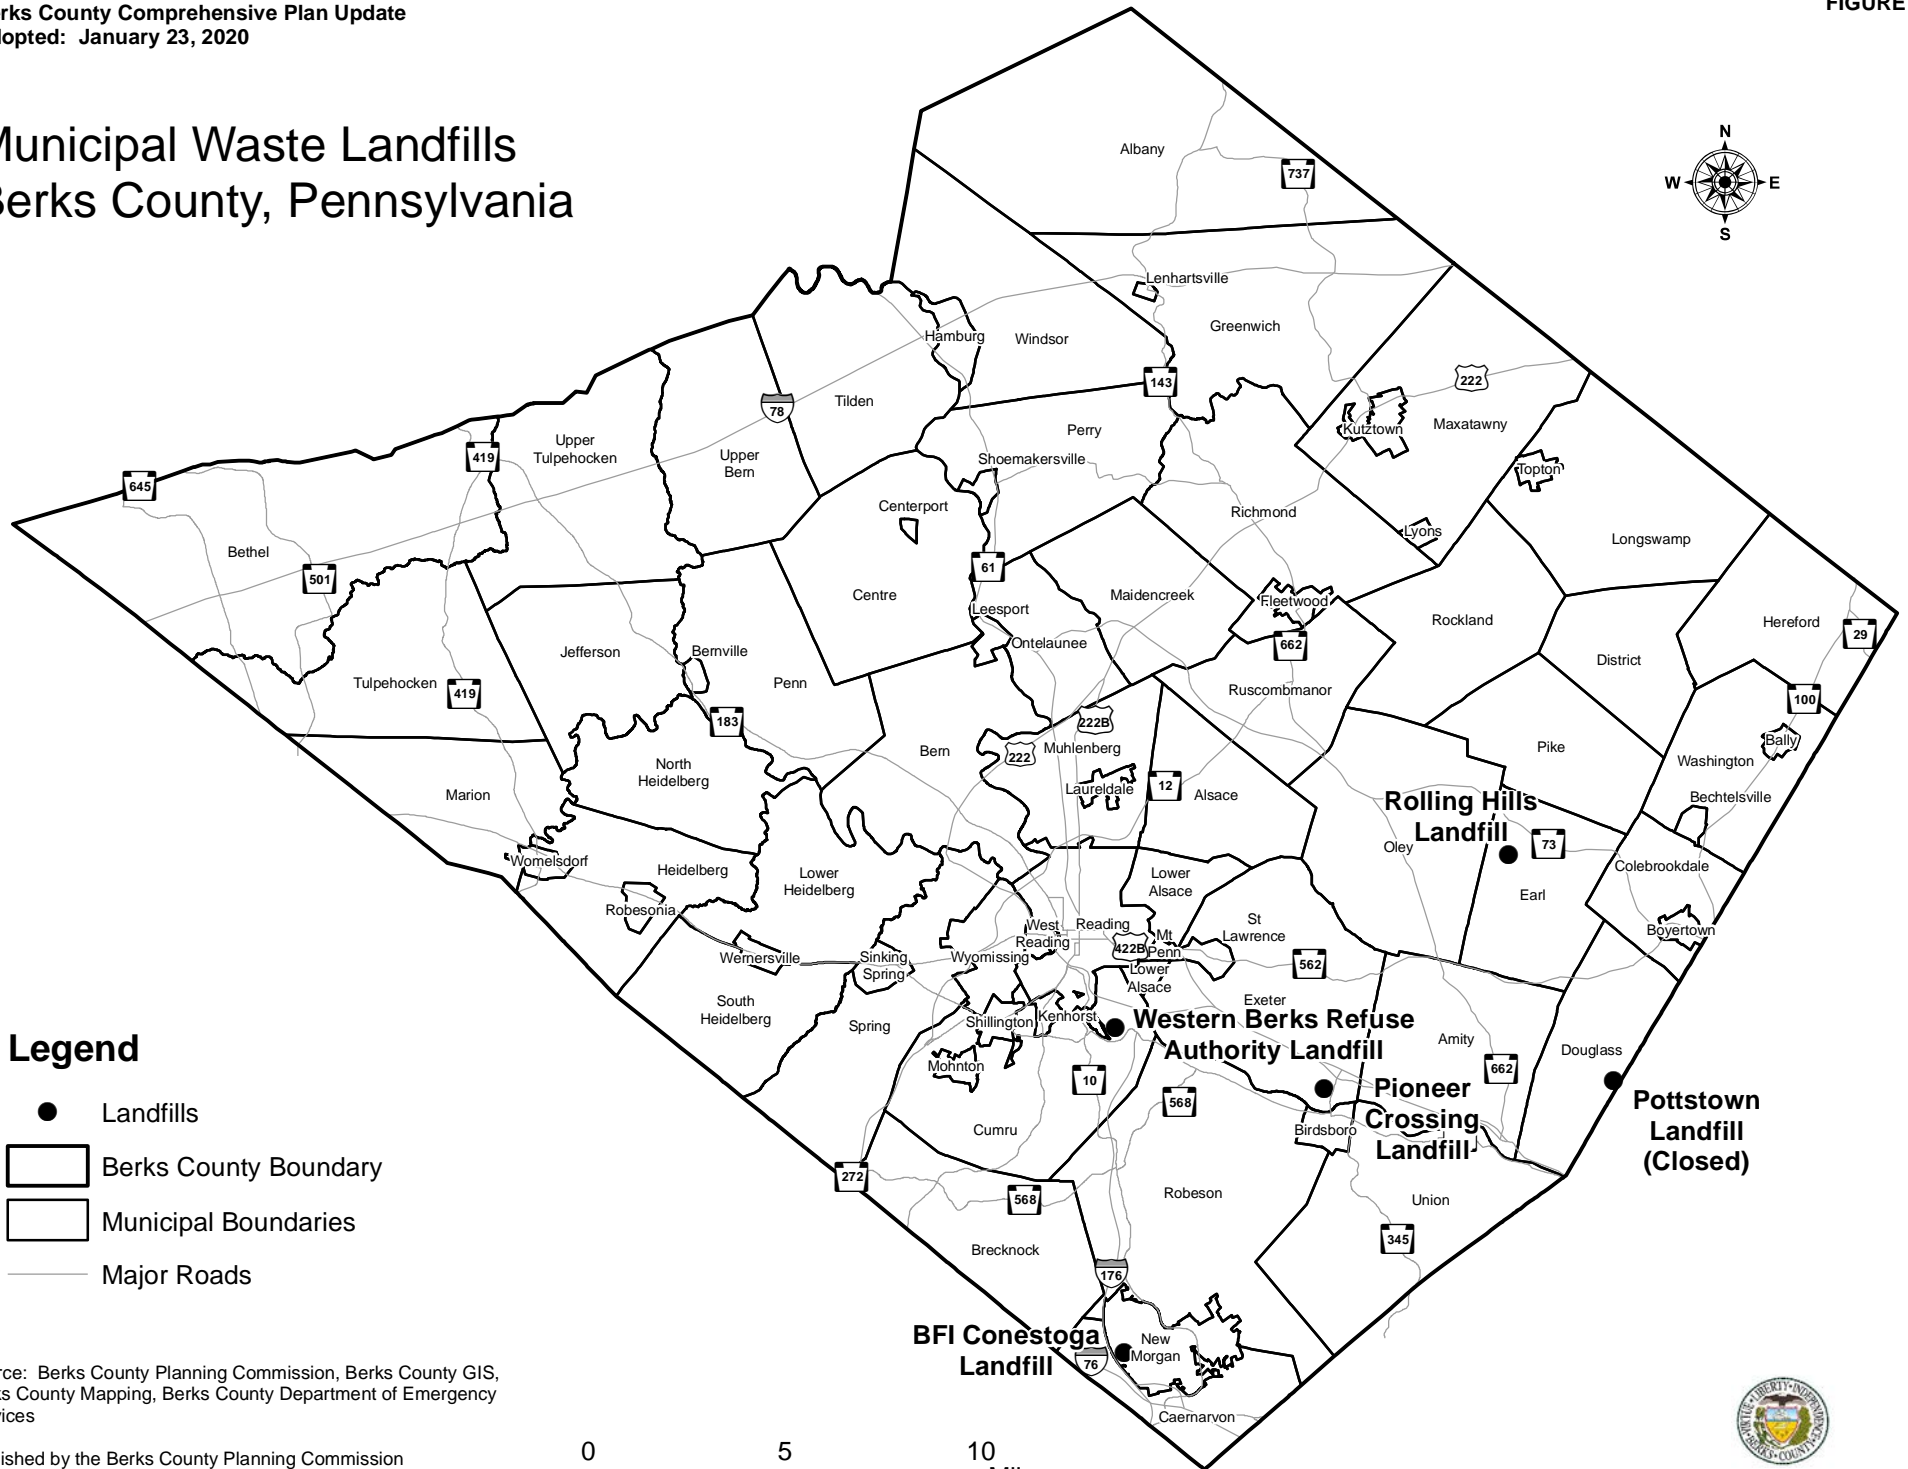 rks County Comprehensive Plan Update
opted: January 23, 2020
FIGURE
Municipal Waste Landfills
Berks County, Pennsylvania
N
W
E
S
Albany
737
Lenhartsville
Greenwich
Hamburg
Windsor
143
222
Tilden
78
Kutztown
Maxatawny
Perry
Upper
Tulpehocken
419
Upper
Bern
Shoemakersville
Topton
645
Centerport
Richmond
Lyons
Longswamp
Bethel
501
61
Centre
Leesport
Maidencreek
Fleetwood
Rockland
Hereford
29
Ontelaunee
662
Jefferson
Bernville
District
Tulpehocken
419
Penn
Ruscombmanor
100
183
222B
Bern
222
Muhlenberg
Pike
Bally
Washington
North
Heidelberg
Marion
Laureldale
12
Alsace
Bechtelsville
Rolling Hills
Landfill
Oley
73
Womelsdorf
Heidelberg
Lower
Heidelberg
Lower
Alsace
Colebrookdale
Earl
Robesonia
West
Reading
Reading
St
Lawrence
Boyertown
422B
Mt
Penn
Wernersville
Sinking
Spring
Wyomissing
562
Lower
Alsace
South
Heidelberg
Exeter
Spring
Shillington
Kenhorst
Western Berks Refuse
Authority Landfill
Amity
Douglass
Mohnton
10
662
568
Pioneer
Crossing
Landfill
Pottstown
Landfill
(Closed)
Cumru
Birdsboro
272
568
Robeson
Union
345
Brecknock
176
BFI Conestoga
Landfill
New
Morgan
76
Caernarvon
Legend
Landfills
Berks County Boundary
Municipal Boundaries
Major Roads
rce: Berks County Planning Commission, Berks County GIS,
ks County Mapping, Berks County Department of Emergency
vices
ished by the Berks County Planning Commission
0
5
10
VIRTUE•LIBERTY•INDEPENDENCE
BERKS•COUNTY